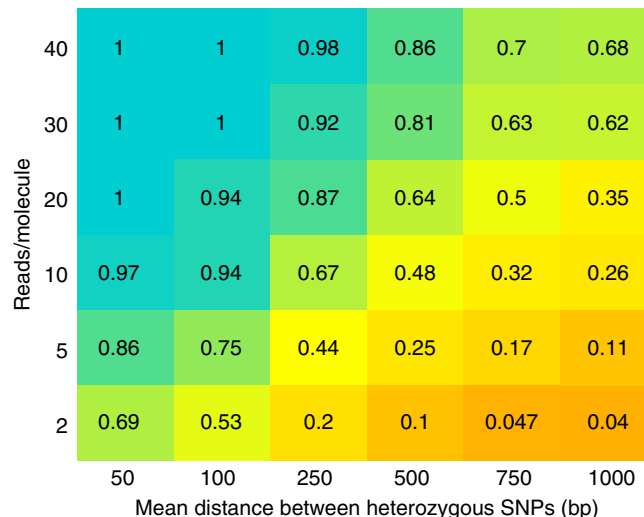 40 1 1 0.98 0.86 0.7 0.68
30 1 1 0.92 0.81 0.63 0.62
20 1 0.94 0.87 0.64 0.5 0.35
10 0.97 0.94 0.67 0.48 0.32 0.26
5 0.86 0.75 0.44 0.25 0.17 0.11
2 0.69 0.53 0.2 0.1 0.047 0.04
Reads/molecule
50 100 250 500 750 1000
Mean distance between heterozygous SNPs (bp)